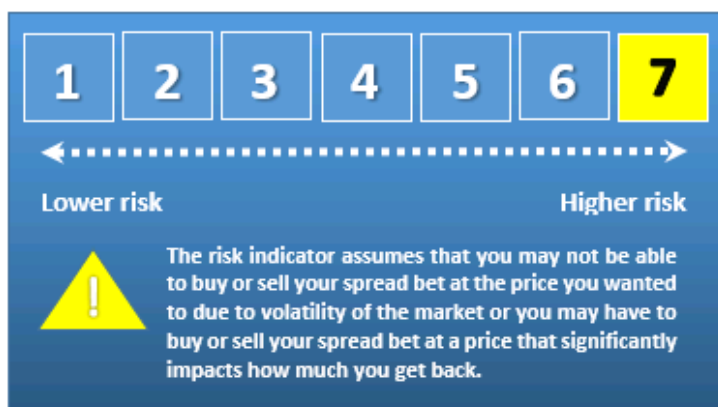 1 2 3 4 5 6 7
Lower risk Higher risk
!
The risk indicator assumes that you may not be able
to buy or sell your spread bet at the price you wanted
to due to volatility of the market or you may have to
buy or sell your spread bet at a price that significantly
impacts how much you get back.